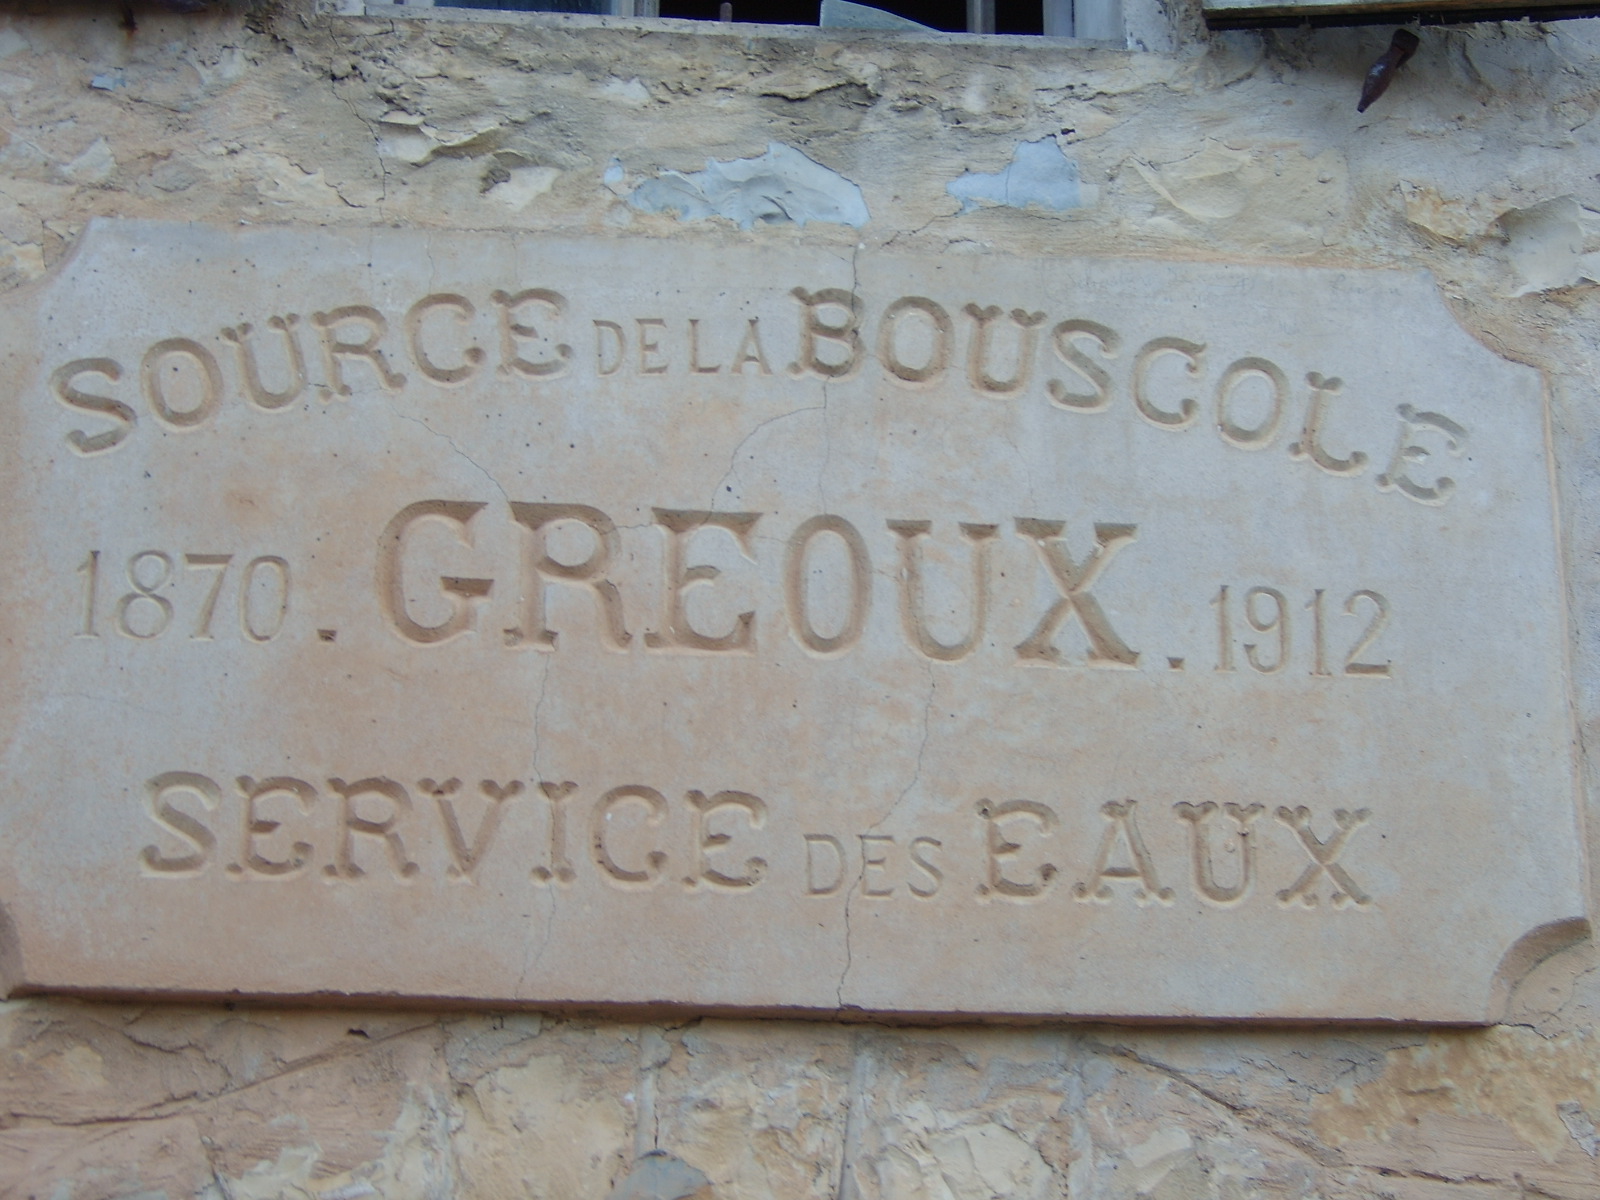 SOURCE DE LA BOUSCOLE
1870. GREOUX. 1912
SERVICE DES EAUX